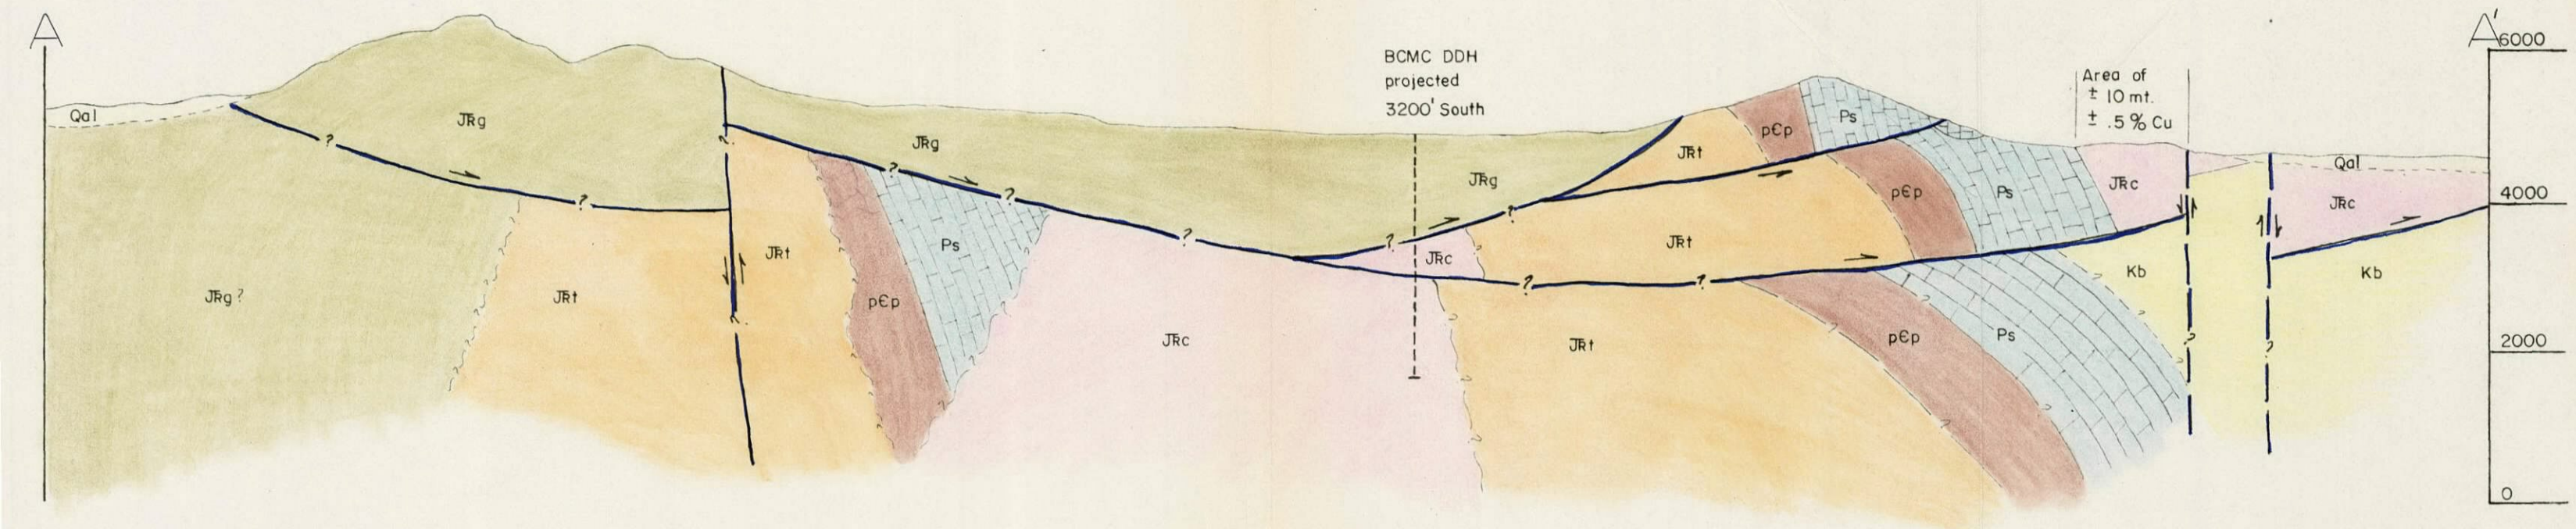 A
A'
6000
BCMC DDH
projected
3200' South
Area of
± 10 mt.
± .5% Cu
Qal
JRg
?
JRg
?
JRg
?
?
?
?
JRt
pЄp
Ps
Qal
4000
JRg ?
JRt
JRt
pЄp
Ps
JRc
?
?
JRc
?
?
JRt
pЄp
Ps
JRc
JRc
Kb
Kb
?
JRc
JRt
pЄp
Ps
?
?
2000
0